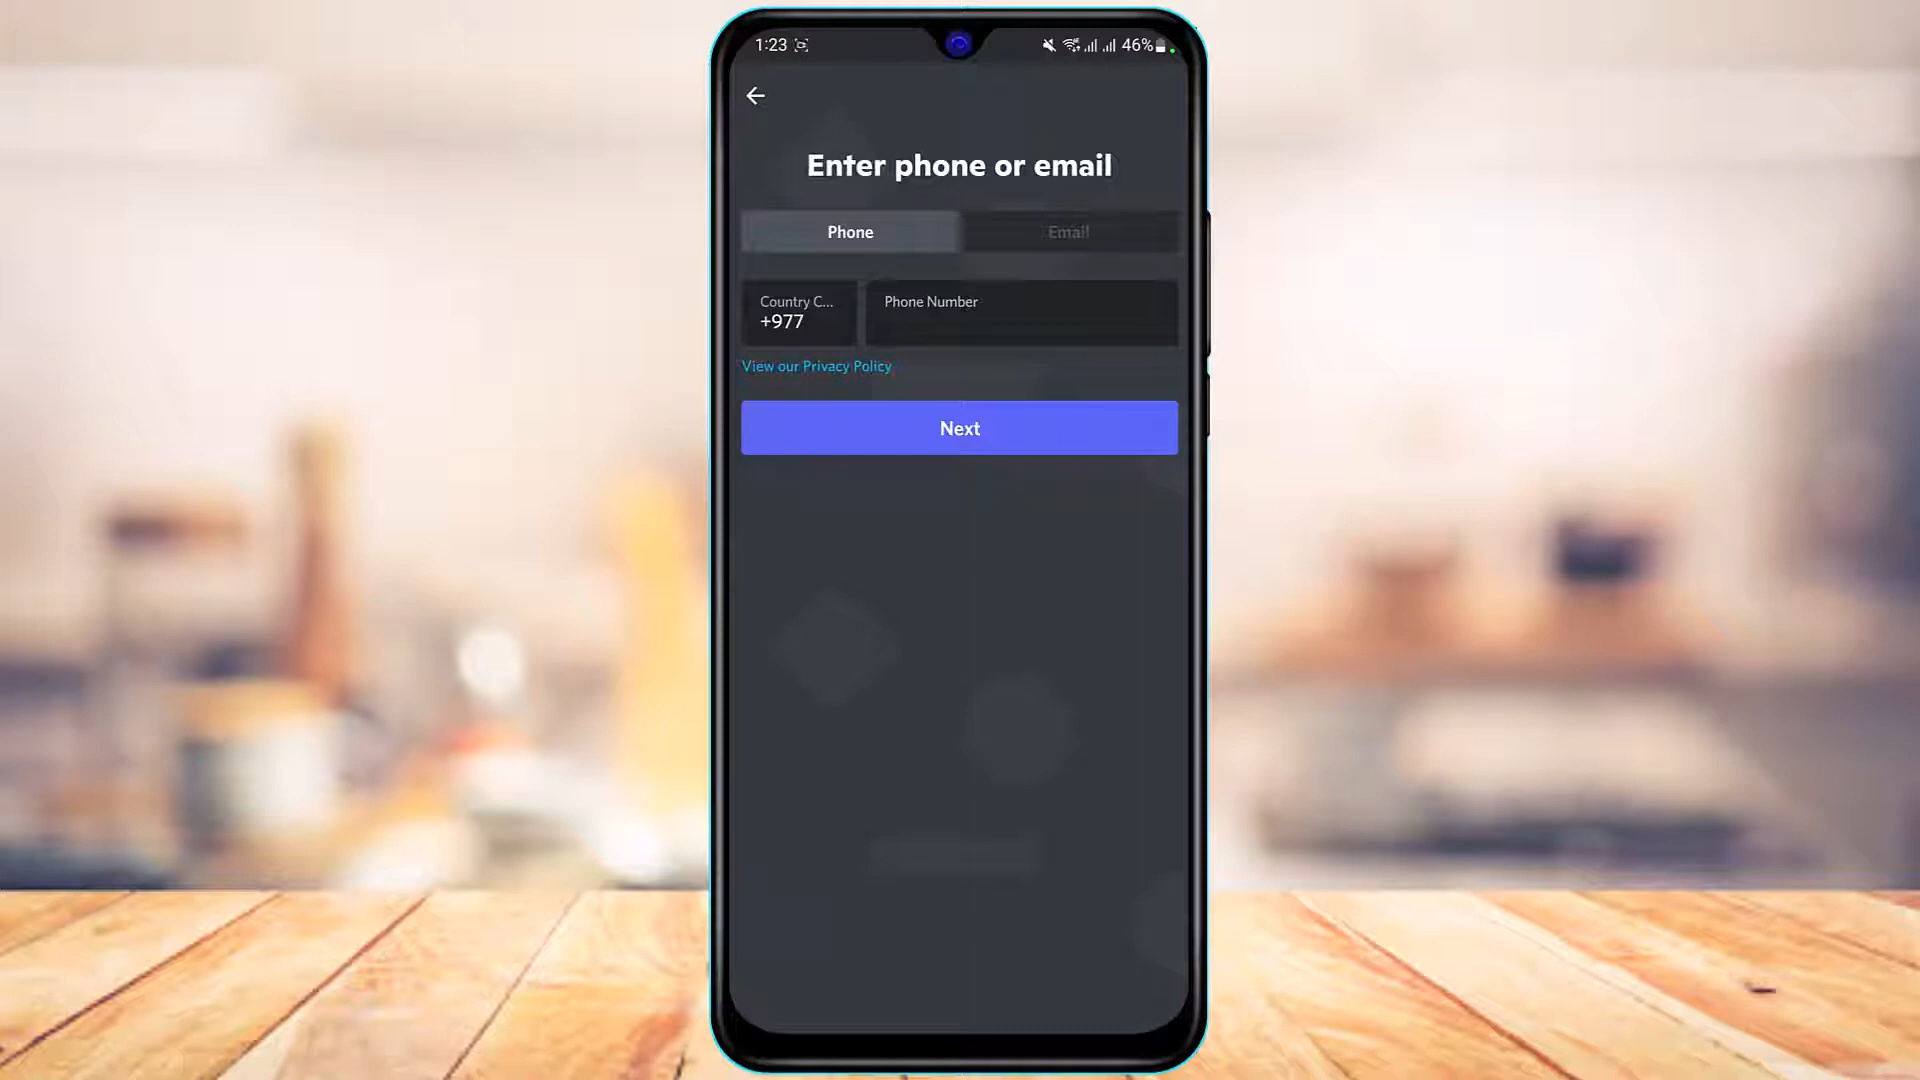 1:23 46%
Enter phone or email
Phone Email
Country C... Phone Number
+977
View our Privacy Policy
Next